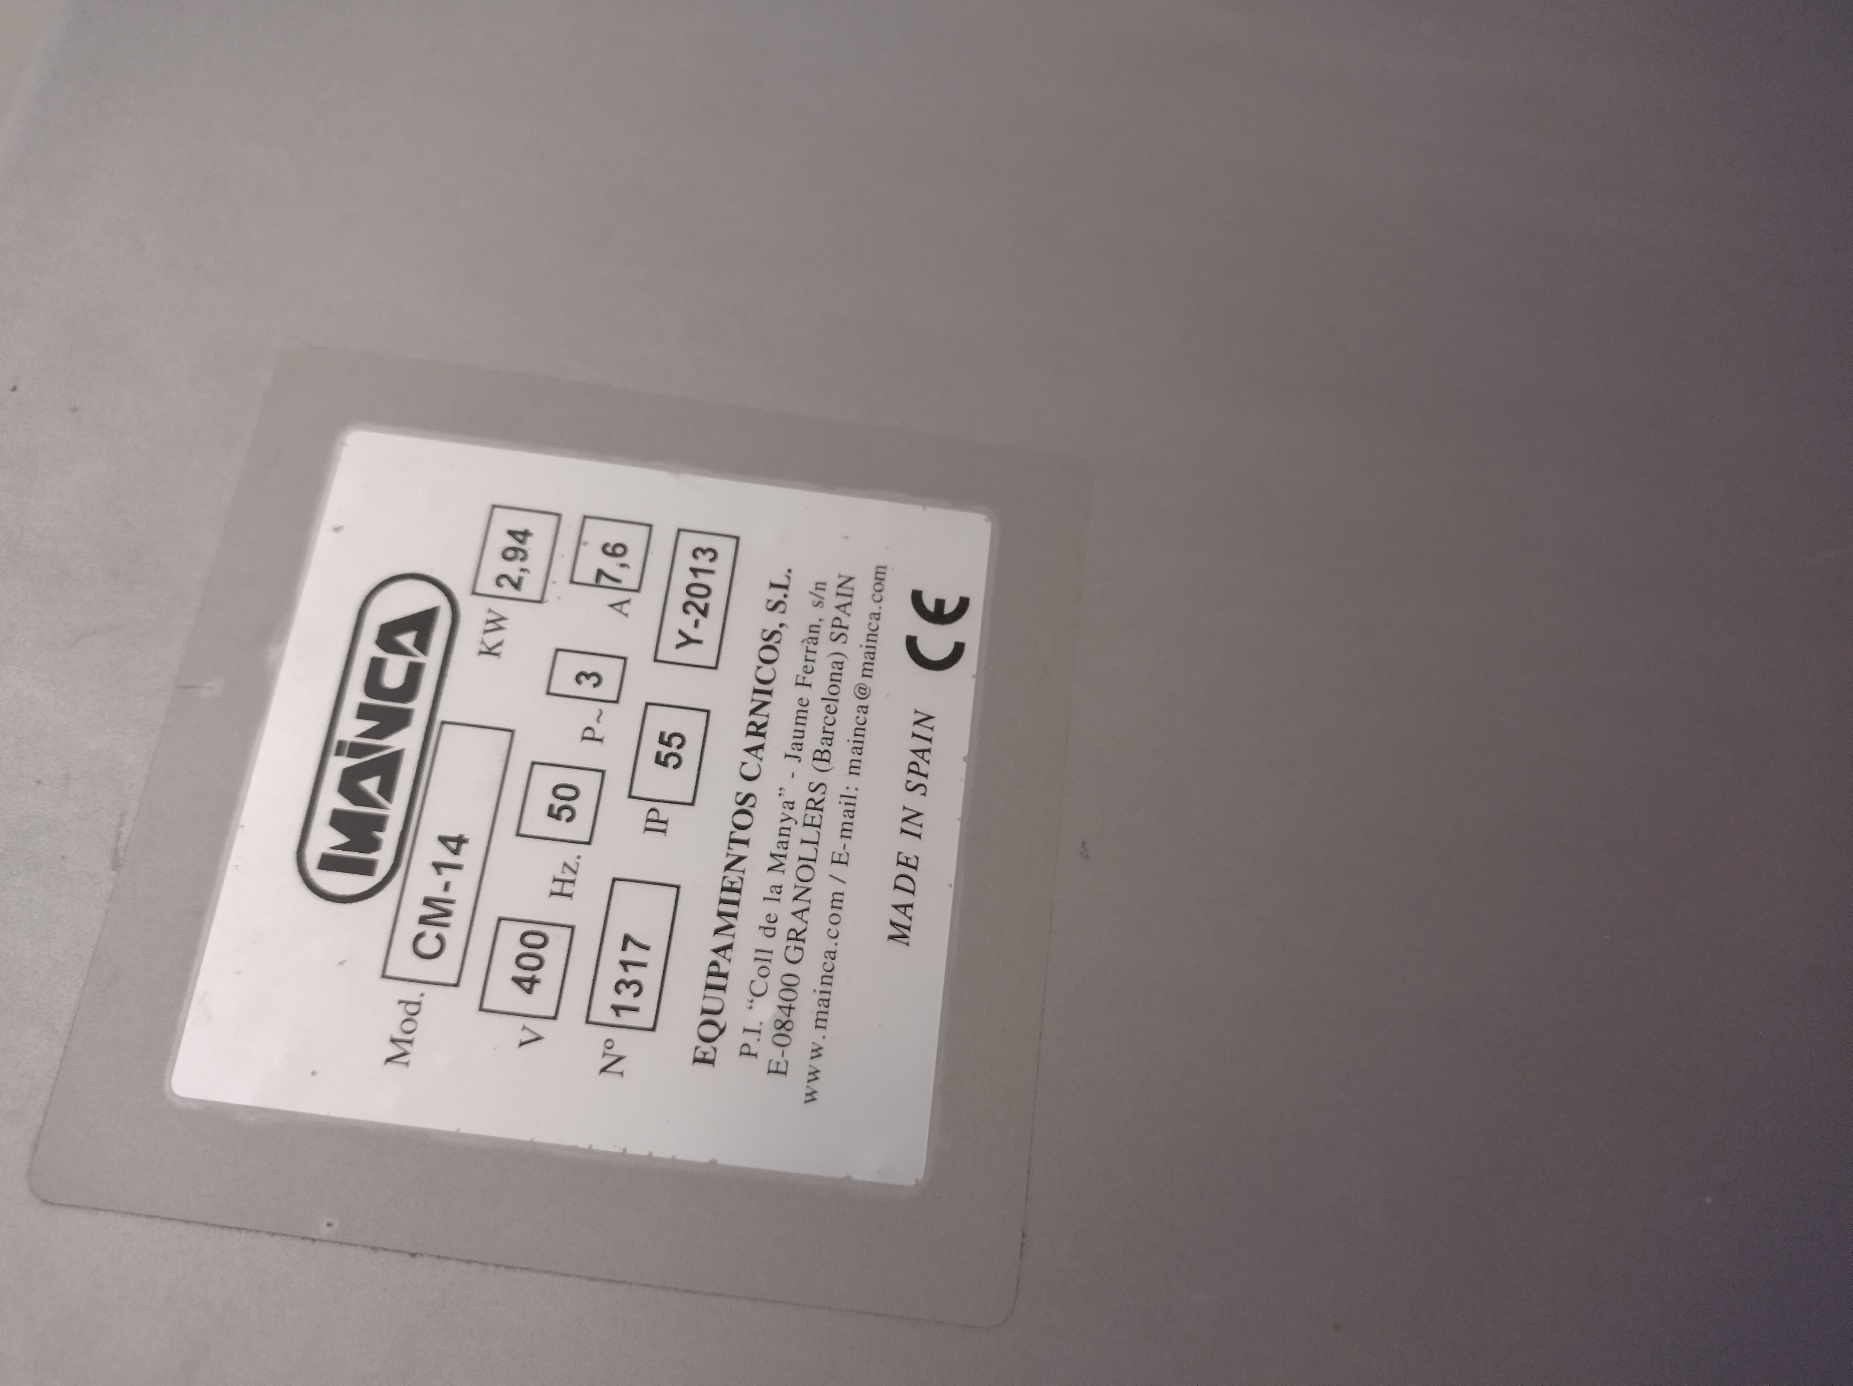 MAINCA
Mod. CM-14 KW 2,94
V 400 Hz. 50 P~ 3 A 7,6
Nº 1317 IP 55 Y-2013
EQUIPAMIENTOS CARNICOS, S.L.
P.I. “Coll de la Manya” - Jaume Ferràn, s/n
E-08400 GRANOLLERS (Barcelona) SPAIN
www.mainca.com / E-mail: mainca@mainca.com
MADE IN SPAIN CE